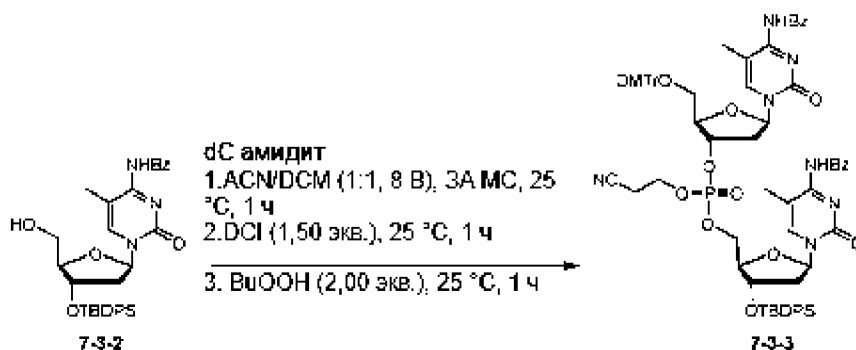 NHBz
N
N
O
HO
O
OTBDPS
7-3-2
dC амидит
1.ACN/DCM (1:1, 8 В), 3А МС, 25
°C, 1 ч
2.DCI (1,50 экв.), 25 °C, 1 ч
3. BuOOH (2,00 экв.), 25 °C, 1 ч
NHBz
N
N
O
DMTrO
O
O
NC
O
P
O
O
NHBz
N
N
O
O
OTBDPS
7-3-3